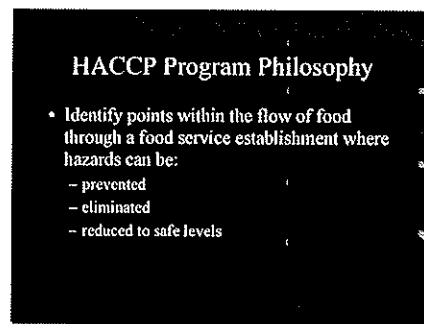 HACCP Program Philosophy
• Identify points within the flow of food
through a food service establishment where
hazards can be:
– prevented
– eliminated
– reduced to safe levels